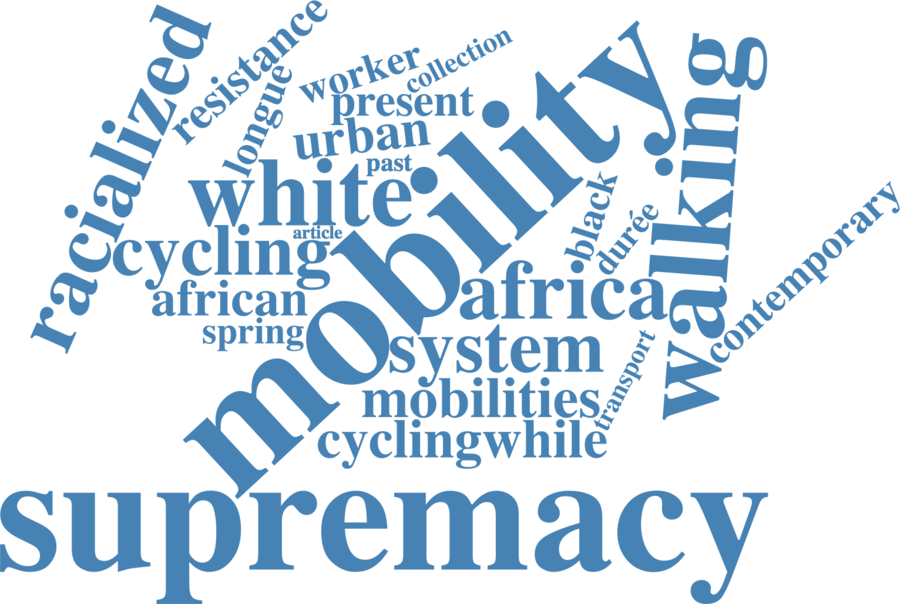 racialized
resistance
longue
worker
collection
present
urban
past
white
article
cycling
african
spring
mobility
black
durée
walking
contemporary
africa
system
transport
mobilities
cyclingwhile
supremacy